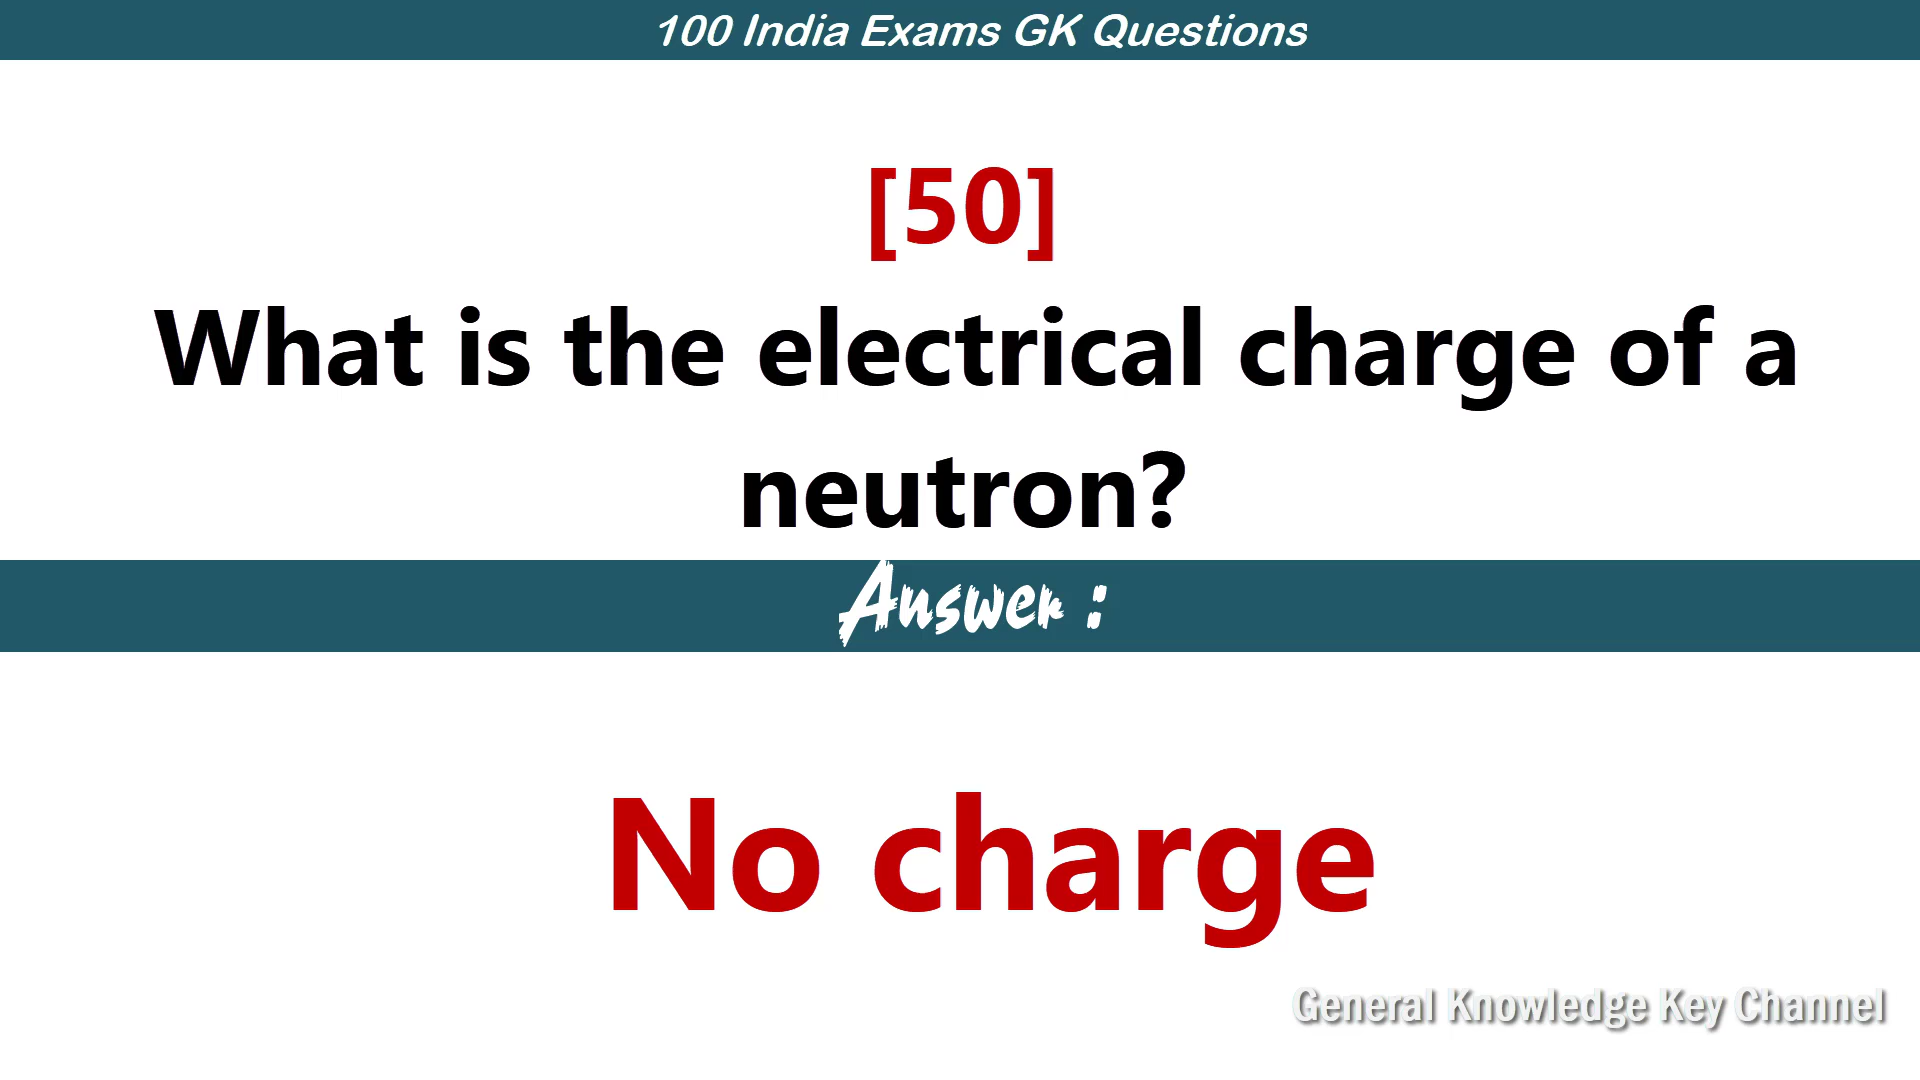 100 India Exams GK Questions
[50]
What is the electrical charge of a
neutron?
Answer :
No charge
General Knowledge Key Channel